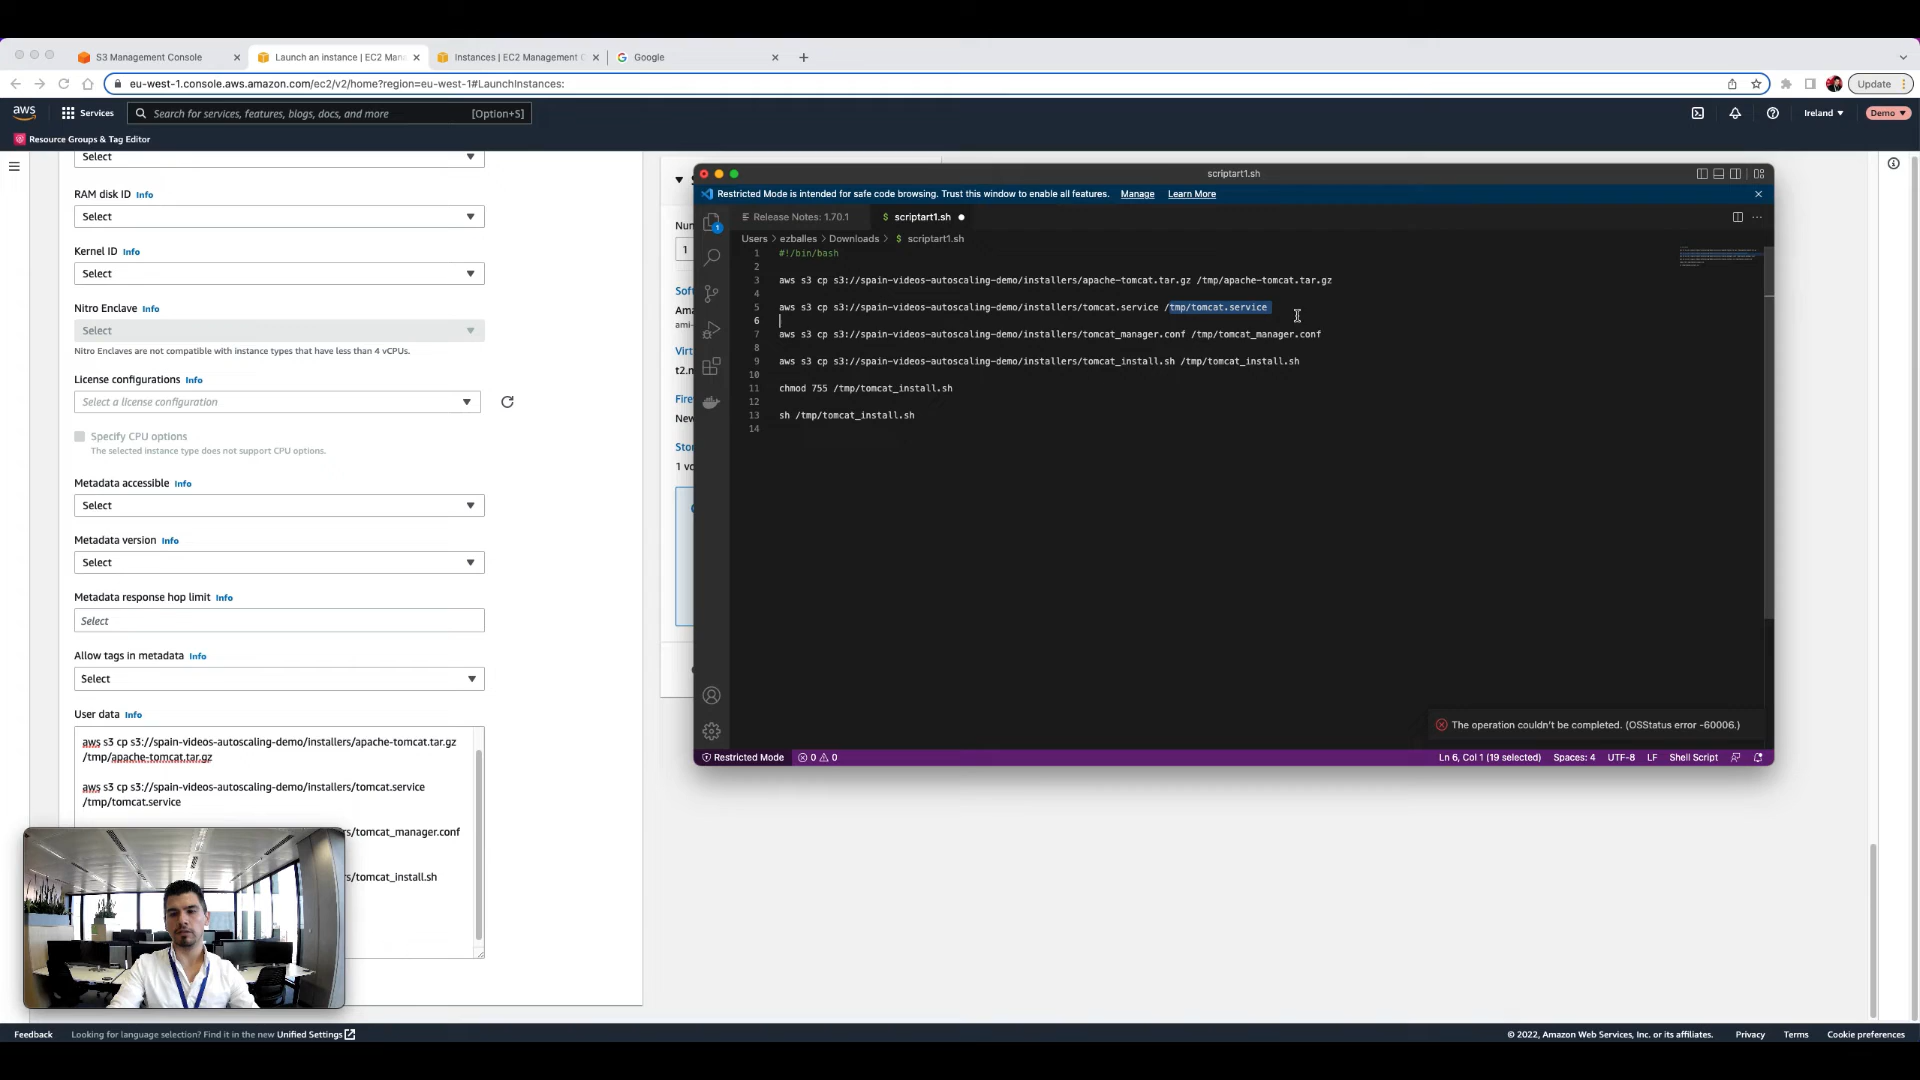 S3 Management Console
Launch an instance | EC2 Man
Instances | EC2 Management C
Google
eu-west-1.console.aws.amazon.com/ec2/v2/home?region=eu-west-1#LaunchInstances:
Update
aws
Services
Search for services, features, blogs, docs, and more
[Option+S]
Ireland
Demo
Resource Groups & Tag Editor
Select
RAM disk ID Info
Select
Kernel ID Info
Select
Nitro Enclave Info
Select
Nitro Enclaves are not compatible with instance types that have less than 4 vCPUs.
License configurations Info
Select a license configuration
Specify CPU options
The selected instance type does not support CPU options.
Metadata accessible Info
Select
Metadata version Info
Select
Metadata response hop limit Info
Select
Allow tags in metadata Info
Select
User data Info
aws s3 cp s3://spain-videos-autoscaling-demo/installers/apache-tomcat.tar.gz
/tmp/apache-tomcat.tar.gz
aws s3 cp s3://spain-videos-autoscaling-demo/installers/tomcat.service
/tmp/tomcat.service
rs/tomcat_manager.conf
rs/tomcat_install.sh
Num
1
Soft
Ama
ami-
Virt
t2.m
Fire
New
Stor
1 vo
scriptart1.sh
Restricted Mode is intended for safe code browsing. Trust this window to enable all features. Manage Learn More
Release Notes: 1.70.1
$ scriptart1.sh
Users > ezballes > Downloads > $ scriptart1.sh
1 #!/bin/bash
2
3 aws s3 cp s3://spain-videos-autoscaling-demo/installers/apache-tomcat.tar.gz /tmp/apache-tomcat.tar.gz
4
5 aws s3 cp s3://spain-videos-autoscaling-demo/installers/tomcat.service /tmp/tomcat.service
6
7 aws s3 cp s3://spain-videos-autoscaling-demo/installers/tomcat_manager.conf /tmp/tomcat_manager.conf
8
9 aws s3 cp s3://spain-videos-autoscaling-demo/installers/tomcat_install.sh /tmp/tomcat_install.sh
10
11 chmod 755 /tmp/tomcat_install.sh
12
13 sh /tmp/tomcat_install.sh
14
1
The operation couldn't be completed. (OSStatus error -60006.)
Restricted Mode
0
0
Ln 6, Col 1 (19 selected)
Spaces: 4
UTF-8
LF
Shell Script
Feedback
Looking for language selection? Find it in the new Unified Settings
© 2022, Amazon Web Services, Inc. or its affiliates.
Privacy
Terms
Cookie preferences